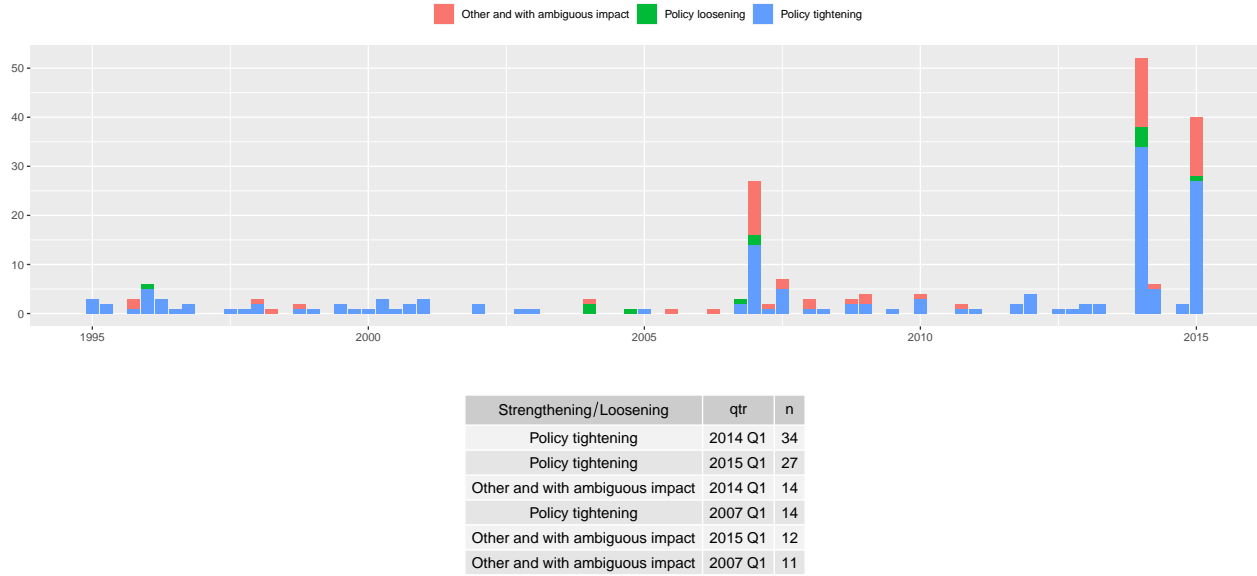 Other and with ambiguous impact Policy loosening Policy tightening
50
40
30
20
10
0
1995 2000 2005 2010 2015
Strengthening/Loosening qtr n
Policy tightening 2014 Q1 34
Policy tightening 2015 Q1 27
Other and with ambiguous impact 2014 Q1 14
Policy tightening 2007 Q1 14
Other and with ambiguous impact 2015 Q1 12
Other and with ambiguous impact 2007 Q1 11